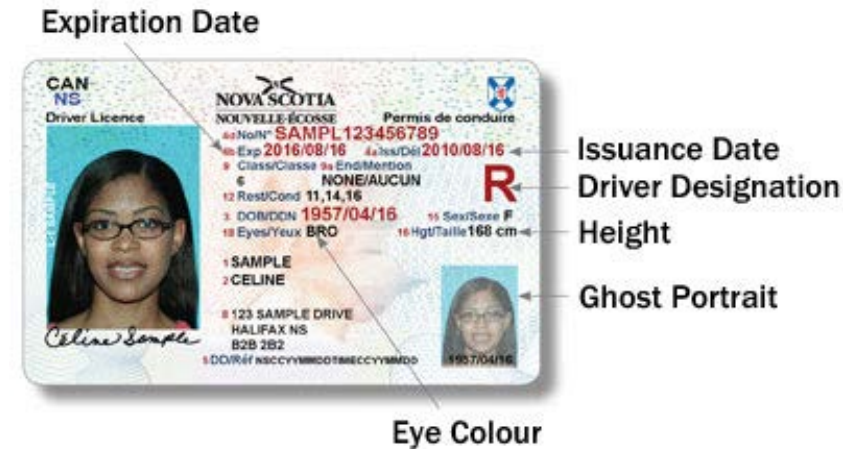 Expiration Date
CAN
NS
Driver Licence
NOVA SCOTIA
NOUVELLE-ÉCOSSE
Permis de conduire
4d No/N° SAMPL123456789
4b Exp 2016/08/16 4a Iss/Dél 2010/08/16
Issuance Date
9 Class/Classe 9a End/Mention
6 NONE/AUCUN
R
Driver Designation
12 Rest/Cond 11,14,16
3 DOB/DDN 1957/04/16 15 Sex/Sexe F
18 Eyes/Yeux BRO 16 Hgt/Taille 168 cm
Height
1 SAMPLE
2 CELINE
Ghost Portrait
8 123 SAMPLE DRIVE
HALIFAX NS
B2B 2B2
Celine Sample
5 DD/Réf NSCCYYMMDDTIMECCYYMMDD
1957/04/16
Eye Colour